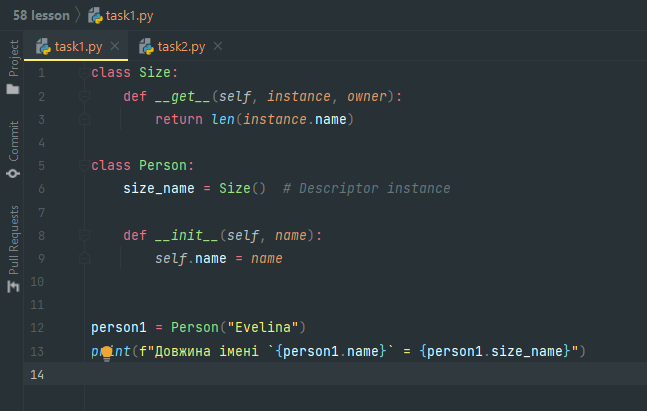 58 lesson > task1.py
task1.py × task2.py ×
Project
Commit
Pull Requests
1 class Size:
2     def __get__(self, instance, owner):
3         return len(instance.name)
4
5 class Person:
6     size_name = Size()  # Descriptor instance
7
8     def __init__(self, name):
9         self.name = name
10
11
12 person1 = Person("Evelina")
13 print(f"Довжина імені `{person1.name}` = {person1.size_name}")
14